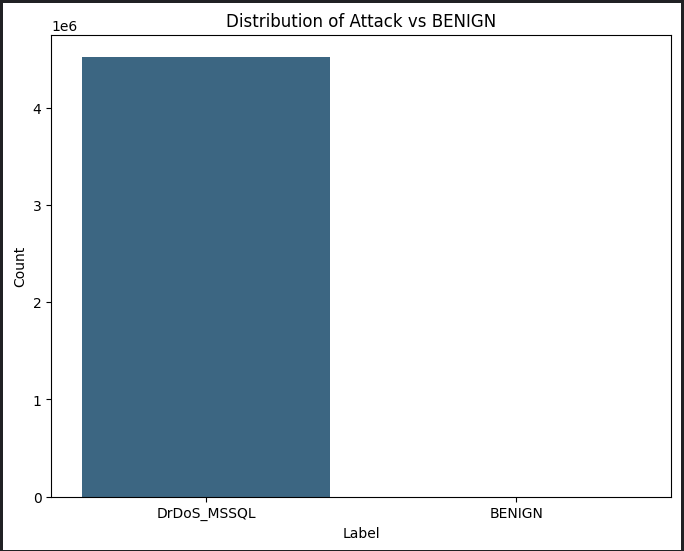 Distribution of Attack vs BENIGN
1e6
4
3
2
1
0
Count
DrDoS_MSSQL BENIGN
Label